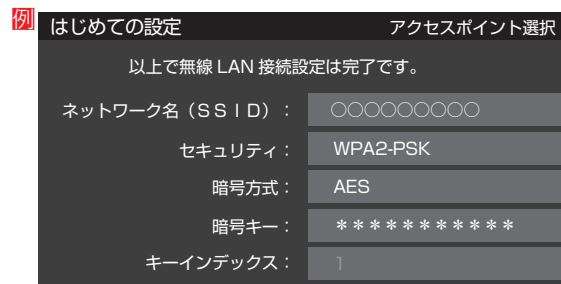 例
はじめての設定 アクセスポイント選択
以上で無線 LAN 接続設定は完了です。
ネットワーク名（ＳＳＩＤ）： ○○○○○○○○○
セキュリティ： WPA2-PSK
暗号方式： AES
暗号キー： ＊＊＊＊＊＊＊＊＊＊＊
キーインデックス： 1